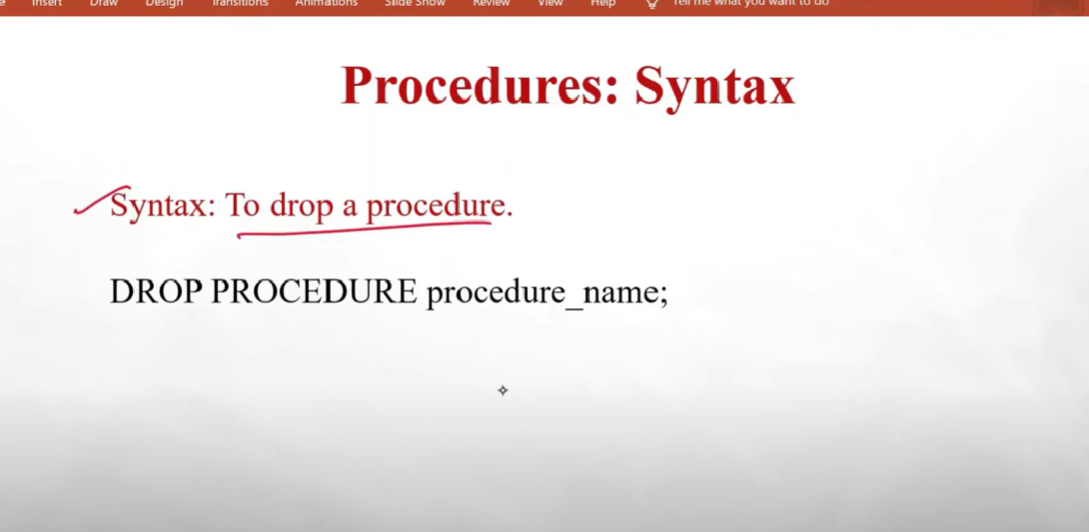 Insert Draw Design Transitions Animations Slide Show Review View Help Tell me what you want to do
Procedures: Syntax
Syntax: To drop a procedure.
DROP PROCEDURE procedure_name;